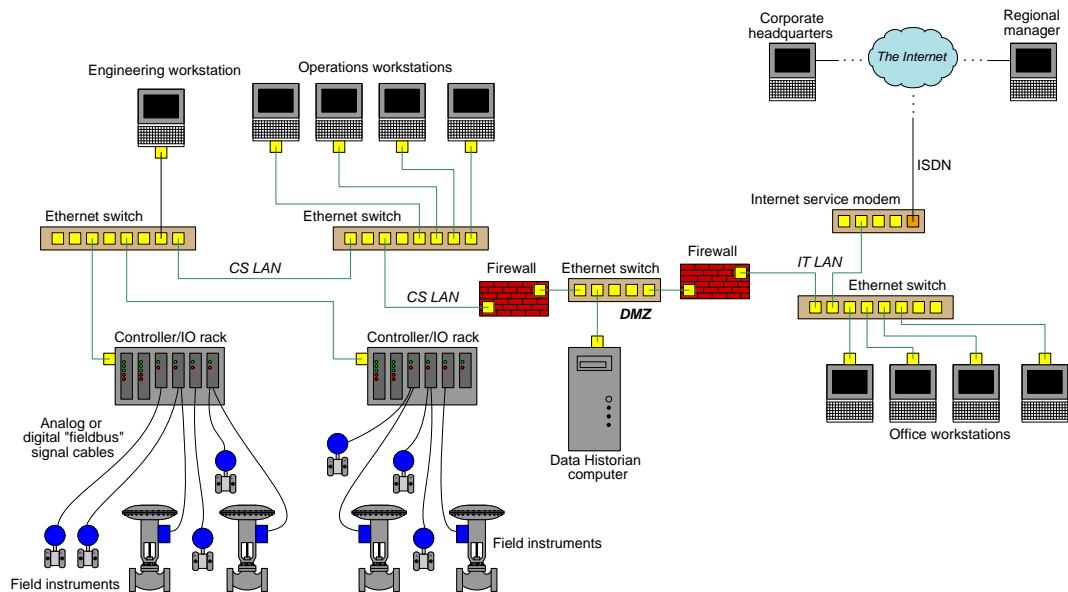 Corporate
headquarters
The Internet
Regional
manager
Engineering workstation
Operations workstations
ISDN
Ethernet switch
Ethernet switch
Internet service modem
CS LAN
CS LAN
Firewall
Ethernet switch
DMZ
Firewall
IT LAN
Ethernet switch
Controller/IO rack
Controller/IO rack
Analog or
digital "fieldbus"
signal cables
Data Historian
computer
Office workstations
Field instruments
Field instruments